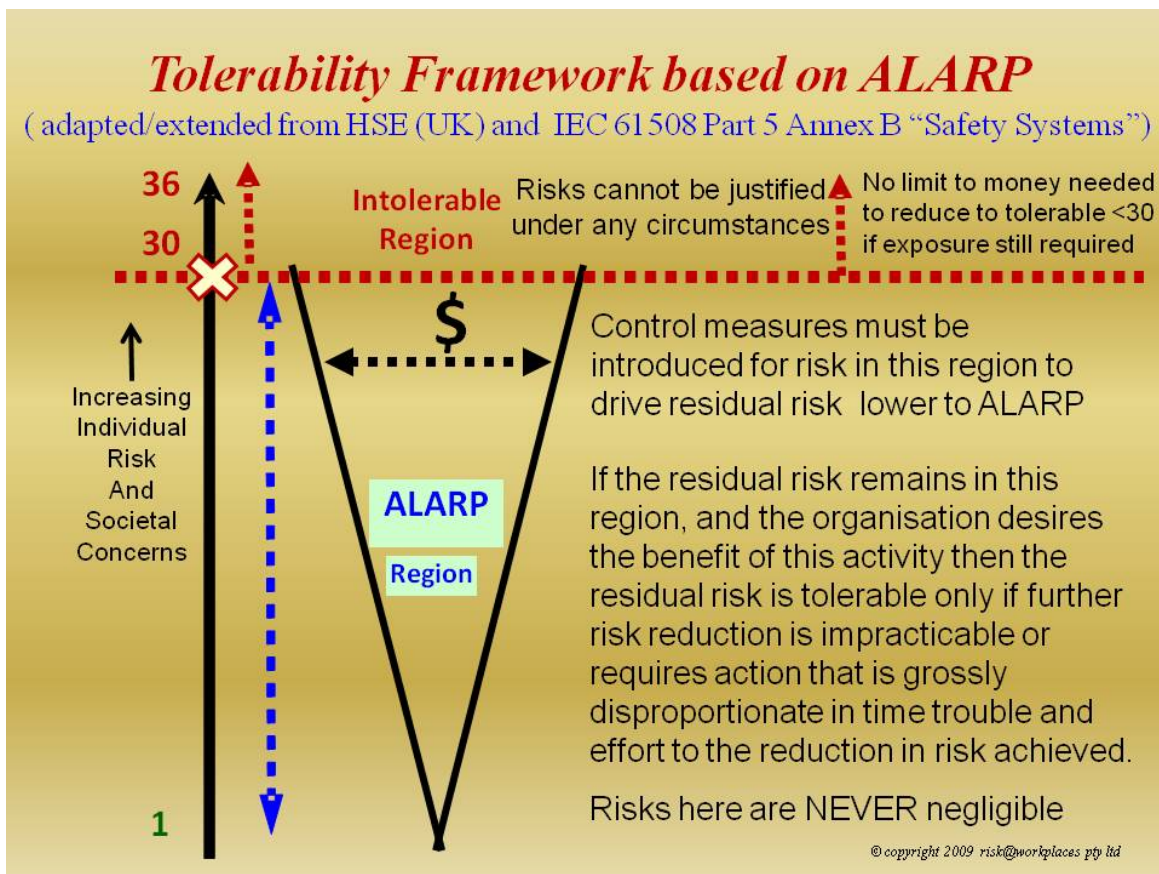 Tolerability Framework based on ALARP
( adapted/extended from HSE (UK) and IEC 61508 Part 5 Annex B “Safety Systems”)
36
30
Intolerable
Region
Risks cannot be justified
under any circumstances
No limit to money needed
to reduce to tolerable <30
if exposure still required
$
Increasing
Individual
Risk
And
Societal
Concerns
ALARP
Region
Control measures must be
introduced for risk in this region to
drive residual risk lower to ALARP
If the residual risk remains in this
region, and the organisation desires
the benefit of this activity then the
residual risk is tolerable only if further
risk reduction is impracticable or
requires action that is grossly
disproportionate in time trouble and
effort to the reduction in risk achieved.
Risks here are NEVER negligible
1
© copyright 2009 risk@workplaces pty ltd